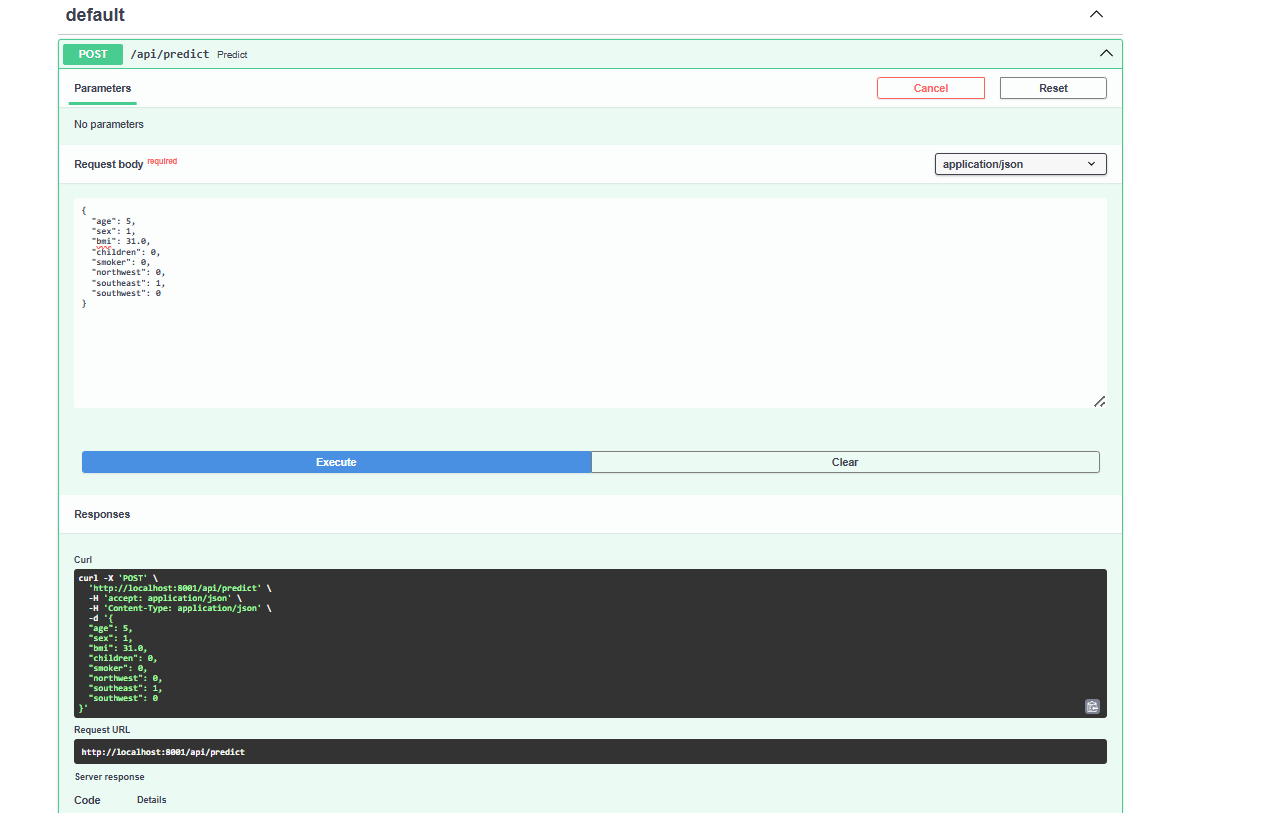 default
POST /api/predict Predict
Parameters
Cancel
Reset
No parameters
Request body required
application/json
{
"age": 5,
"sex": 1,
"bmi": 31.0,
"children": 0,
"smoker": 0,
"northwest": 0,
"southeast": 1,
"southwest": 0
}
Execute
Clear
Responses
Curl
curl -X 'POST' \
'http://localhost:8001/api/predict' \
-H 'accept: application/json' \
-H 'Content-Type: application/json' \
-d '{
"age": 5,
"sex": 1,
"bmi": 31.0,
"children": 0,
"smoker": 0,
"northwest": 0,
"southeast": 1,
"southwest": 0
}'
Request URL
http://localhost:8001/api/predict
Server response
Code Details